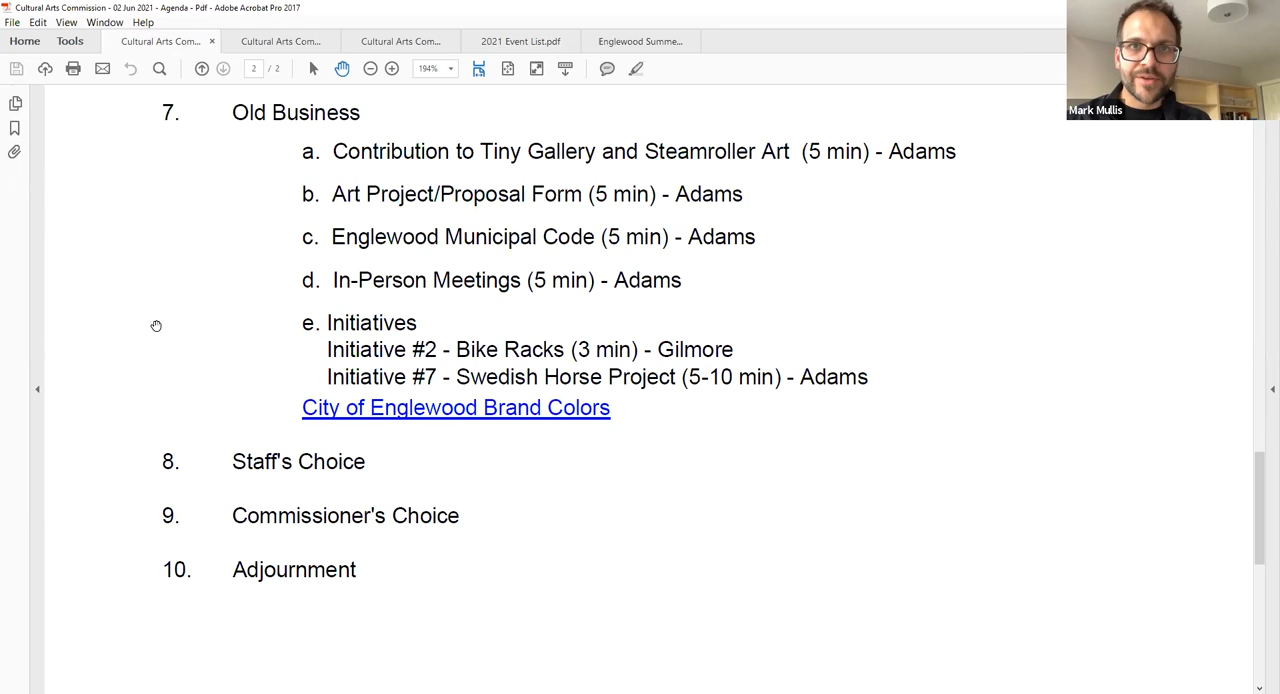 Cultural Arts Commission - 02 Jun 2021 - Agenda - Pdf - Adobe Acrobat Pro 2017
File Edit View Window Help
Home Tools Cultural Arts Com... × Cultural Arts Com... Cultural Arts Com... 2021 Event List.pdf Englewood Summe...
2 / 2 194%
Mark Mullis
7. Old Business
a. Contribution to Tiny Gallery and Steamroller Art (5 min) - Adams
b. Art Project/Proposal Form (5 min) - Adams
c. Englewood Municipal Code (5 min) - Adams
d. In-Person Meetings (5 min) - Adams
e. Initiatives
Initiative #2 - Bike Racks (3 min) - Gilmore
Initiative #7 - Swedish Horse Project (5-10 min) - Adams
City of Englewood Brand Colors
8. Staff's Choice
9. Commissioner's Choice
10. Adjournment